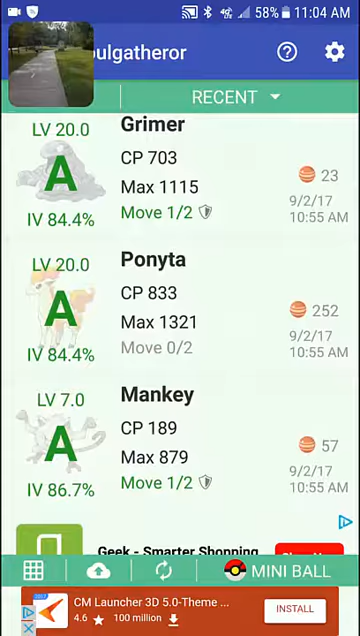 58% 11:04 AM
oulgatheror
RECENT
LV 20.0
Grimer
CP 703
A
Max 1115
23
Move 1/2
9/2/17
10:55 AM
IV 84.4%
LV 20.0
Ponyta
CP 833
A
Max 1321
252
Move 0/2
9/2/17
10:55 AM
IV 84.4%
LV 7.0
Mankey
CP 189
A
Max 879
57
Move 1/2
9/2/17
10:55 AM
IV 86.7%
Geek - Smarter Shopping
MINI BALL
CM Launcher 3D 5.0-Theme ...
4.6 ★ 100 million
INSTALL